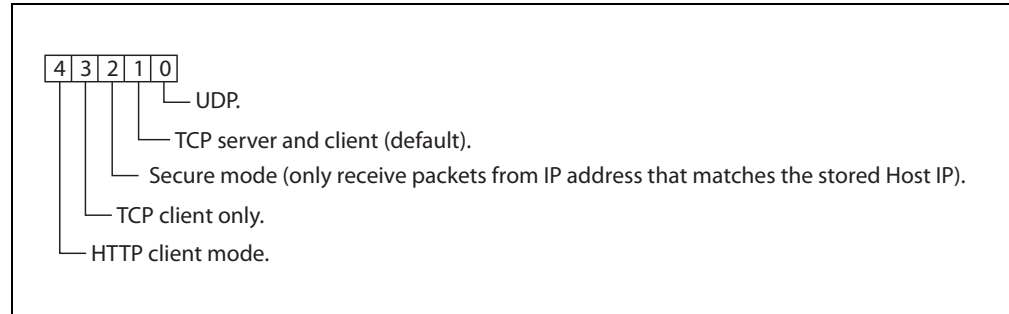 4 3 2 1 0
UDP.
TCP server and client (default).
Secure mode (only receive packets from IP address that matches the stored Host IP).
TCP client only.
HTTP client mode.